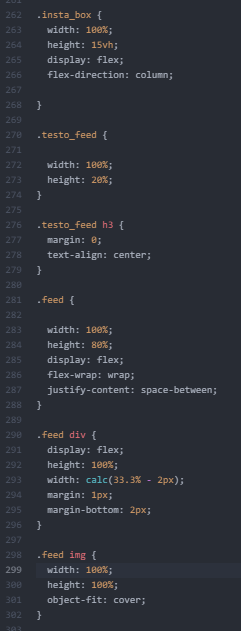 261
262 .insta_box {
263 width: 100%;
264 height: 15vh;
265 display: flex;
266 flex-direction: column;
267
268 }
269
270 .testo_feed {
271
272 width: 100%;
273 height: 20%;
274 }
275
276 .testo_feed h3 {
277 margin: 0;
278 text-align: center;
279 }
280
281 .feed {
282
283 width: 100%;
284 height: 80%;
285 display: flex;
286 flex-wrap: wrap;
287 justify-content: space-between;
288 }
289
290 .feed div {
291 display: flex;
292 height: 100%;
293 width: calc(33.3% - 2px);
294 margin: 1px;
295 margin-bottom: 2px;
296 }
297
298 .feed img {
299 width: 100%;
300 height: 100%;
301 object-fit: cover;
302 }
303